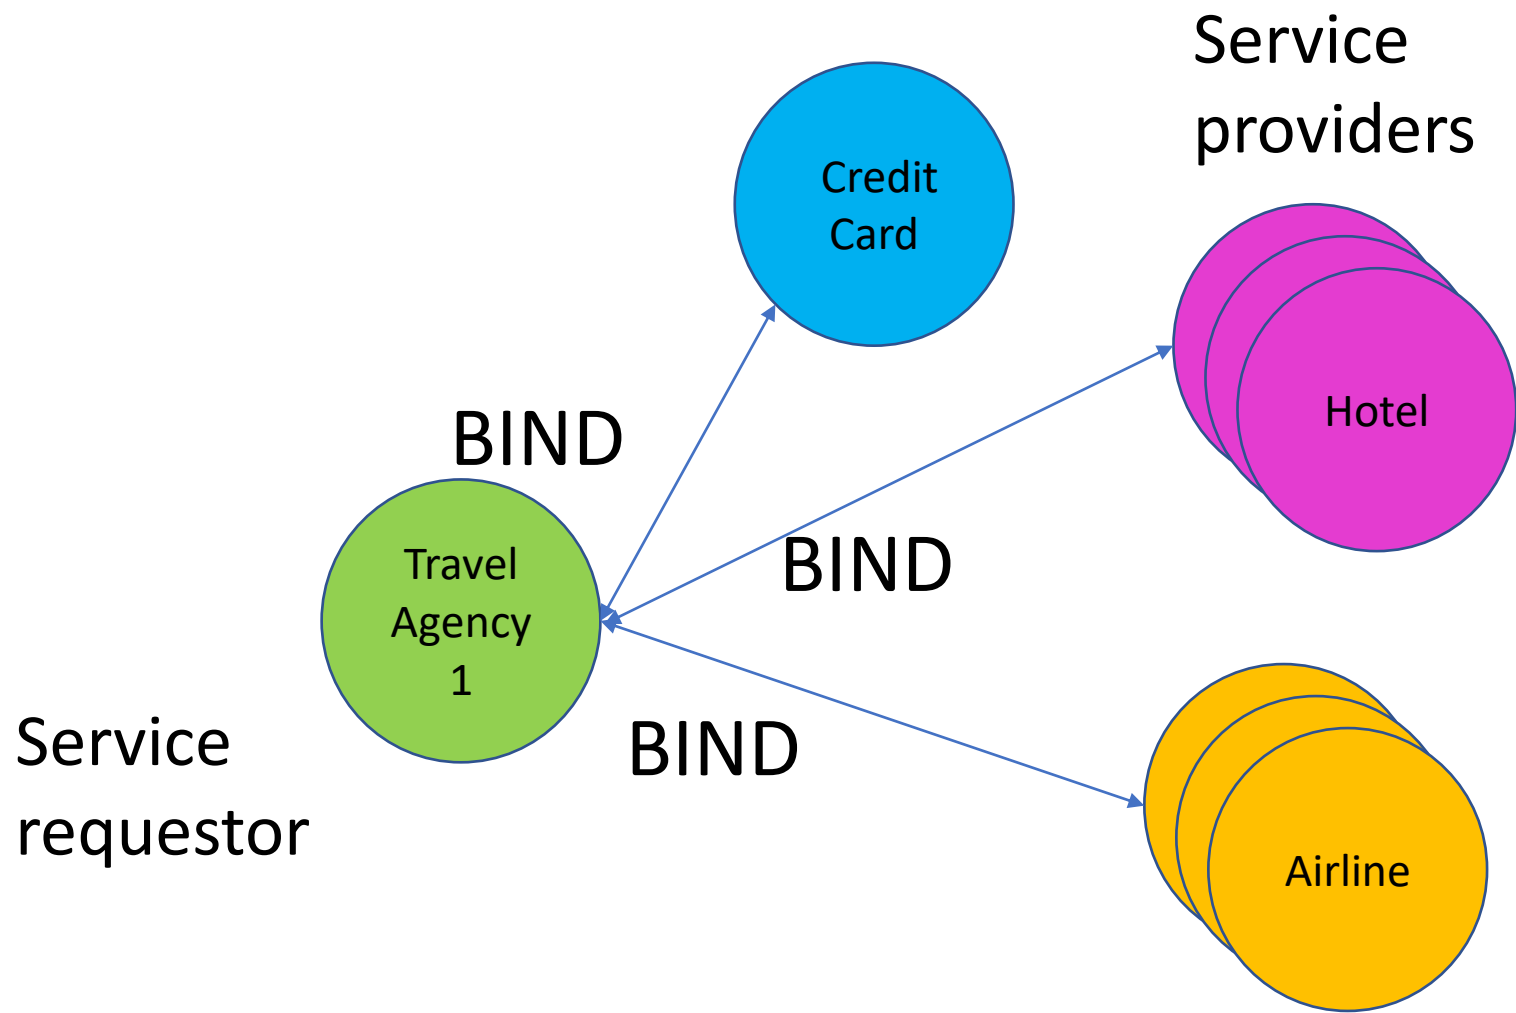 Service
providers
Credit
Card
Hotel
BIND
BIND
Travel
Agency
1
Service
requestor
BIND
Airline